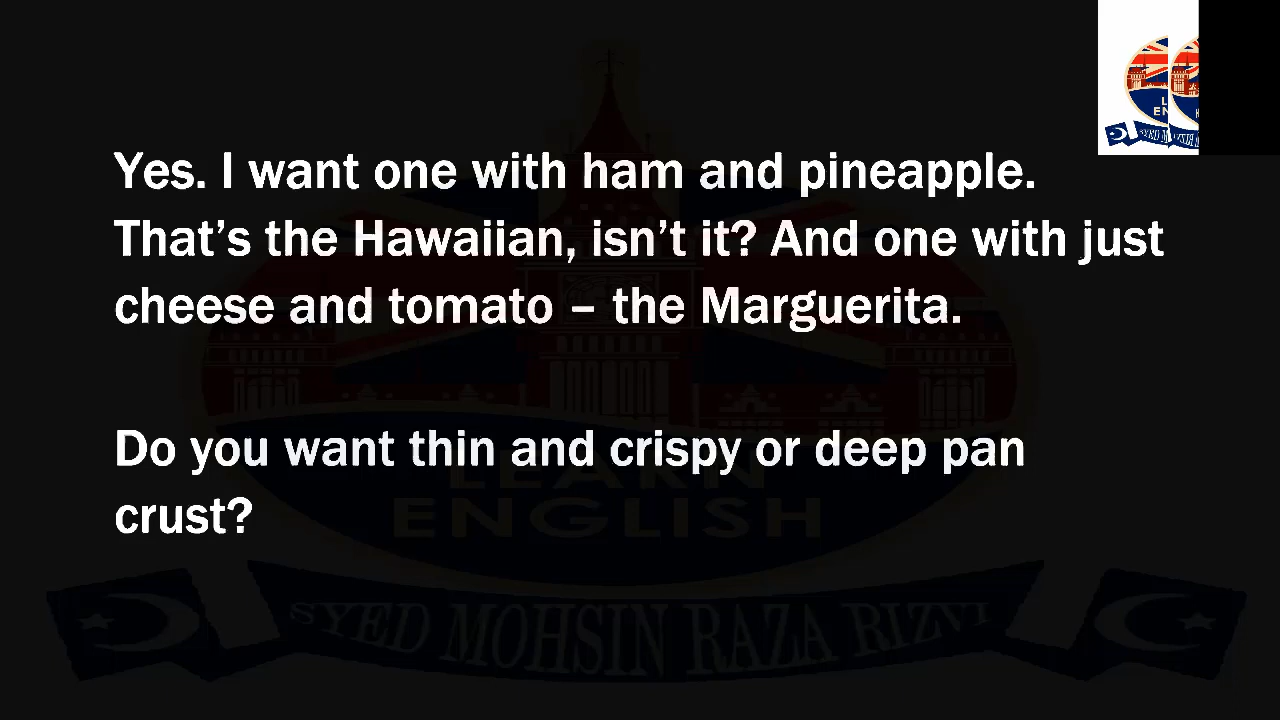 Yes. I want one with ham and pineapple.
That’s the Hawaiian, isn’t it? And one with just
cheese and tomato – the Marguerita.
Do you want thin and crispy or deep pan
crust?
LEARN
ENGLISH
SYED MOHSIN RAZA RIZVI